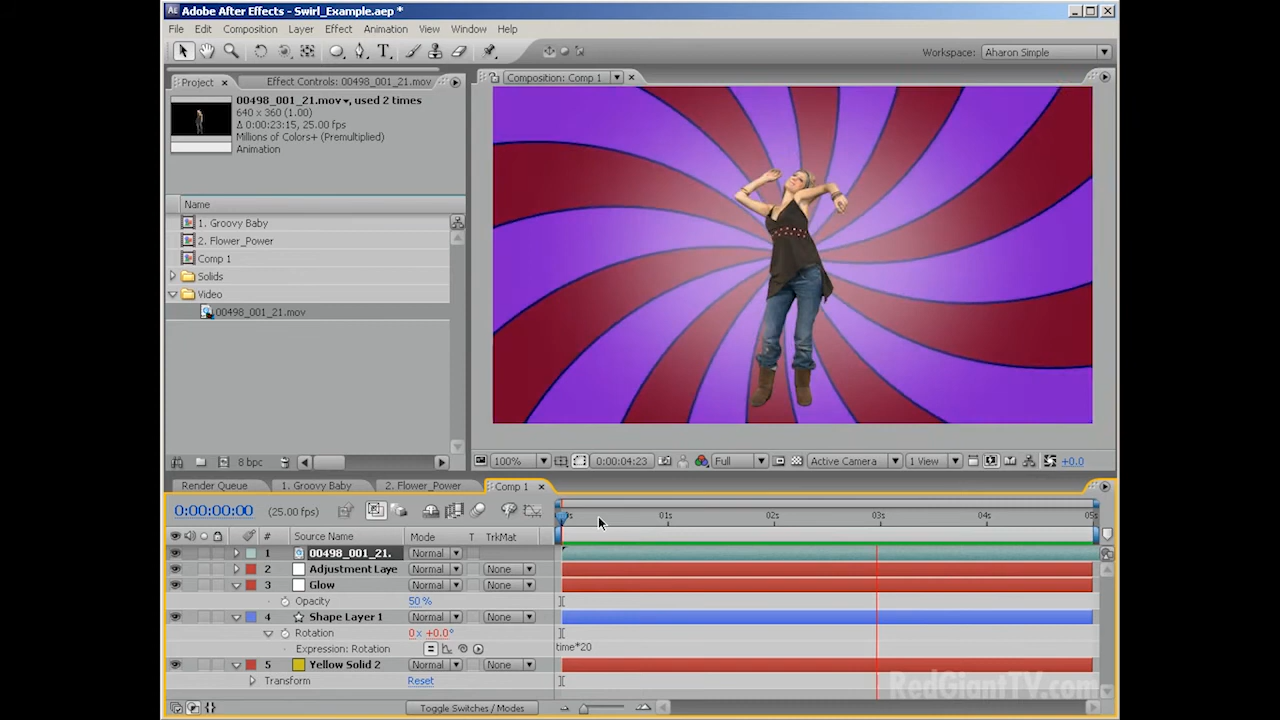 Adobe After Effects - Swirl_Example.aep *
File Edit Composition Layer Effect Animation View Window Help
Workspace: Aharon Simple
Project × Effect Controls: 00498_001_21.mov
Composition: Comp 1 ×
00498_001_21.mov, used 2 times
640 x 360 (1.00)
Δ 0:00:23:15, 25.00 fps
Millions of Colors+ (Premultiplied)
Animation
Name
1. Groovy Baby
2. Flower_Power
Comp 1
Solids
Video
00498_001_21.mov
8 bpc
100% 0:00:04:23 Full Active Camera 1 View +0.0
Render Queue 1. Groovy Baby 2. Flower_Power Comp 1 ×
0:00:00:00 (25.00 fps)
01s 02s 03s 04s 05s
# Source Name Mode T TrkMat
1 00498_001_21. Normal
2 Adjustment Laye Normal None
3 Glow Normal None
Opacity 50 %
4 Shape Layer 1 Normal None
Rotation 0 x +0.0°
Expression: Rotation time*20
5 Yellow Solid 2 Normal None
Transform Reset
Toggle Switches / Modes
RedGiantTV.com